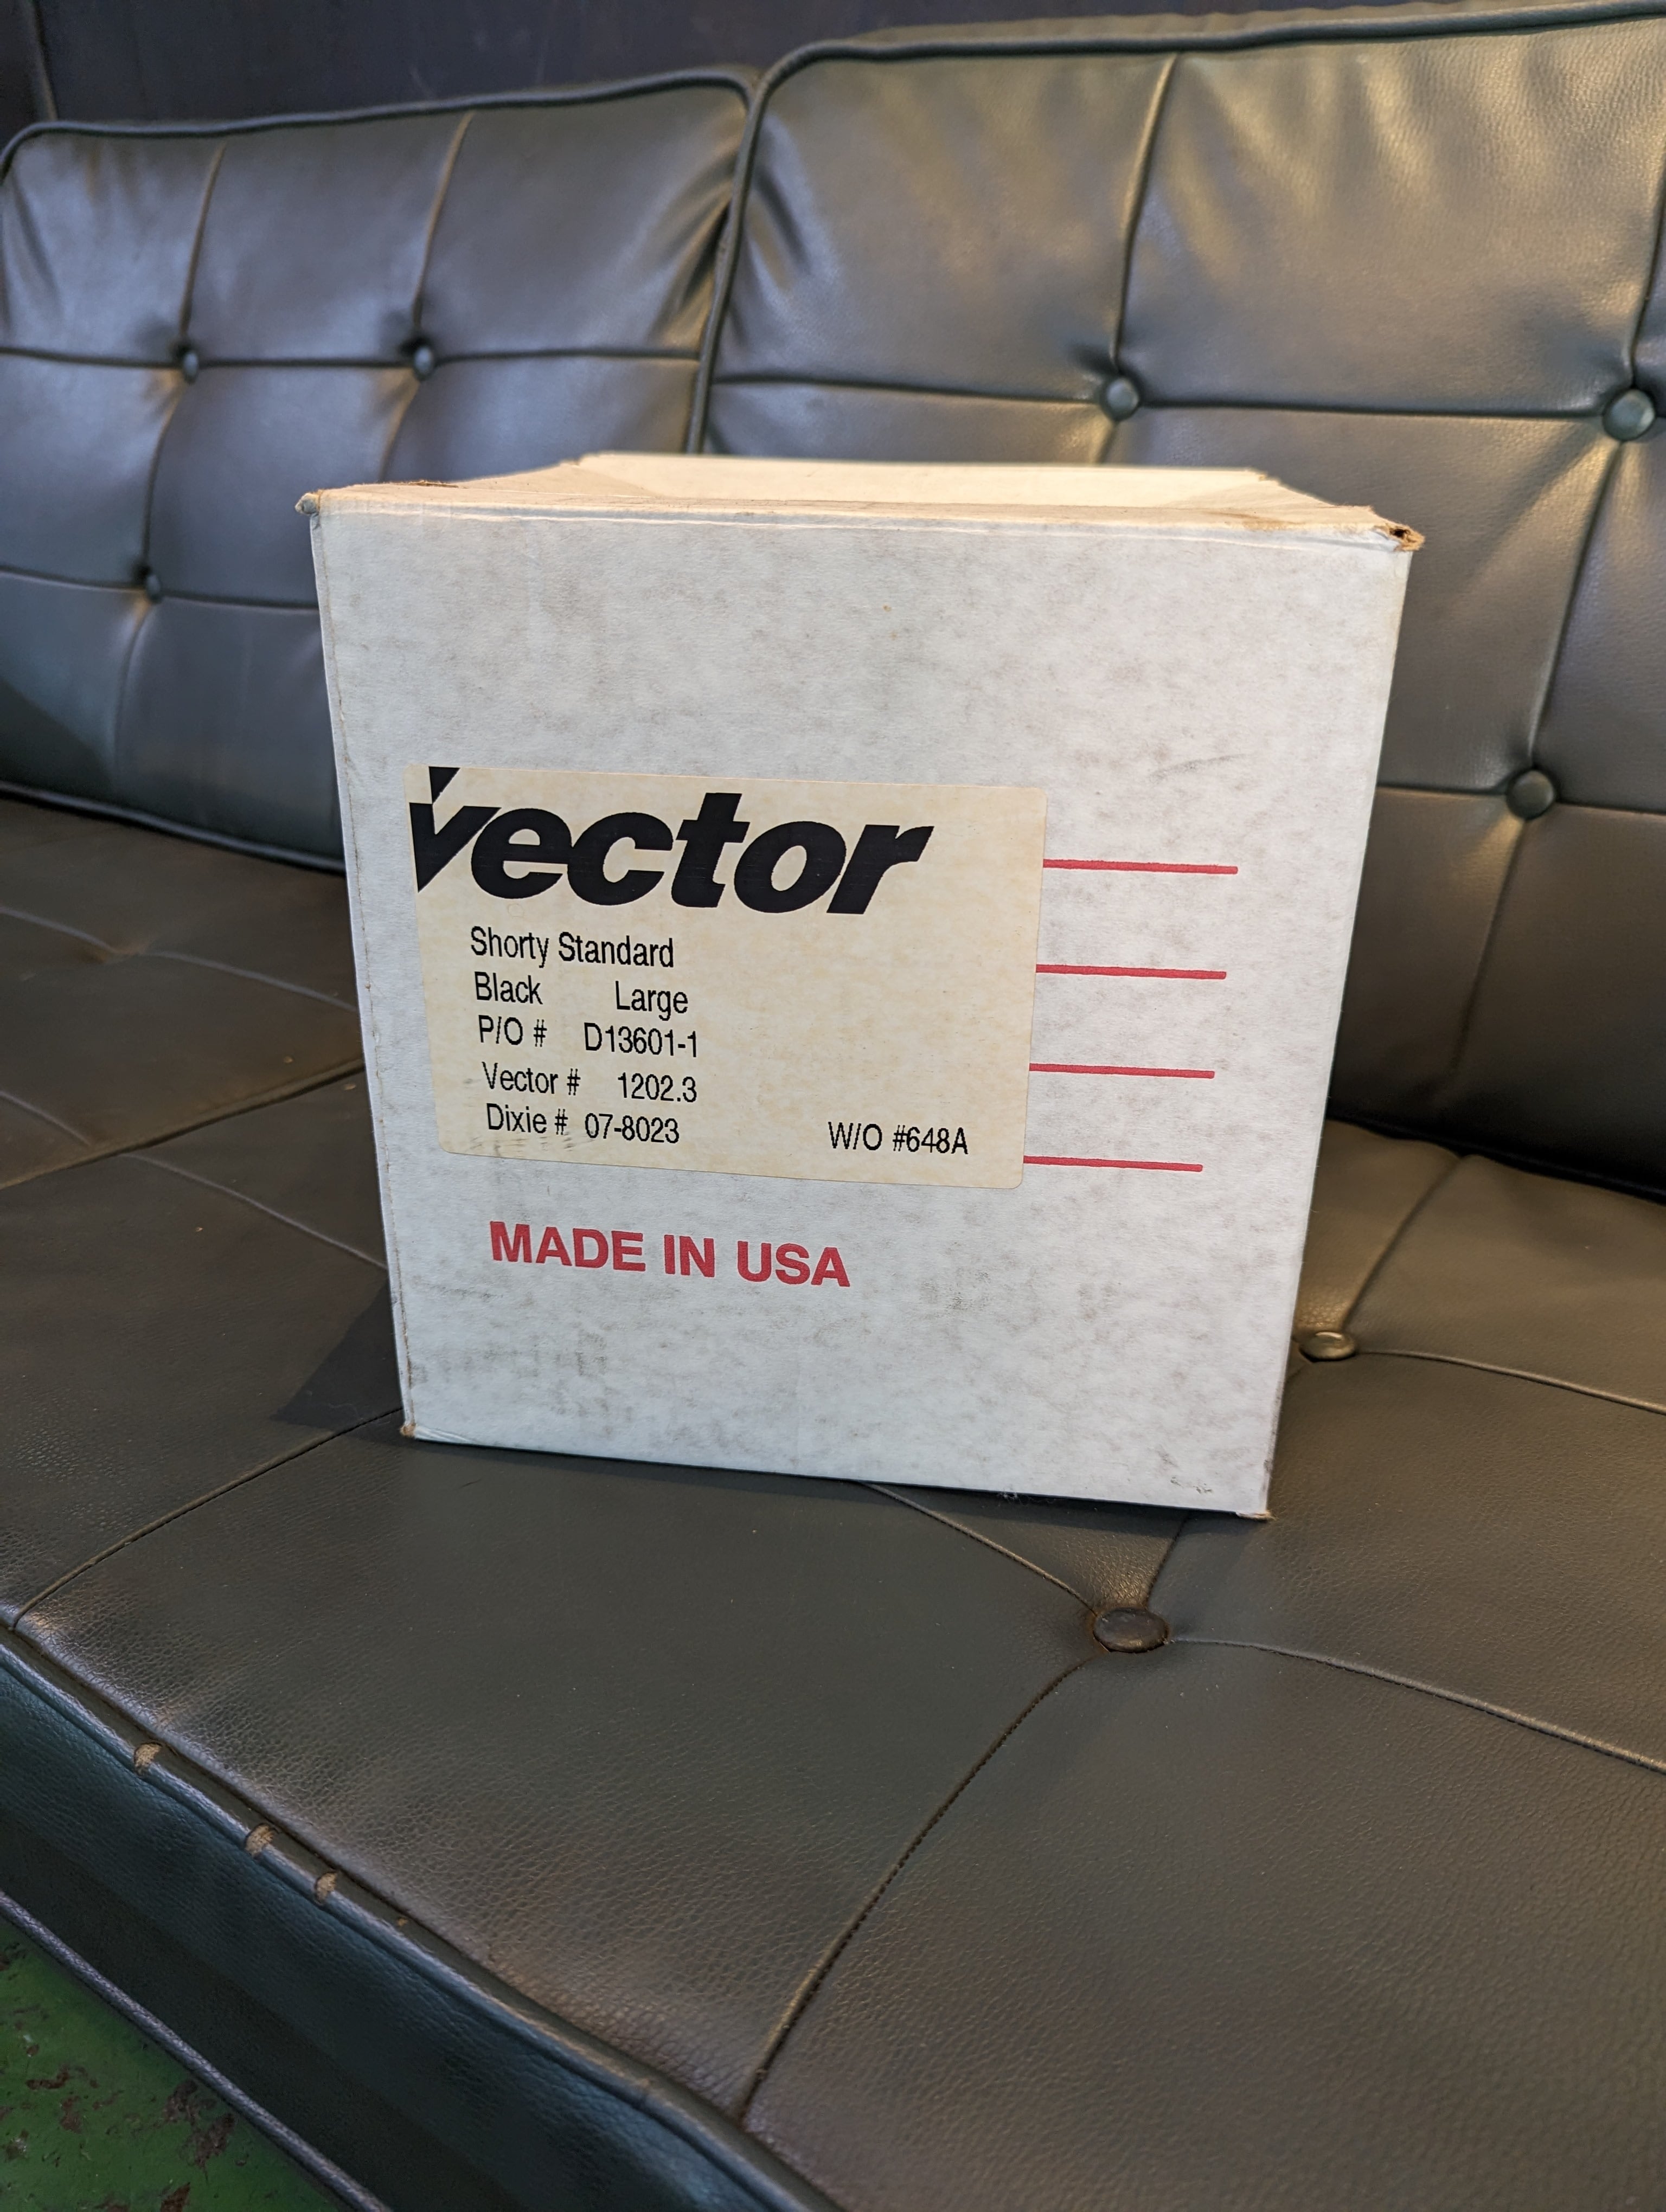 Vector
Shorty Standard
Black Large
P/O # D13601-1
Vector # 1202.3
Dixie # 07-8023 W/O #648A
MADE IN USA